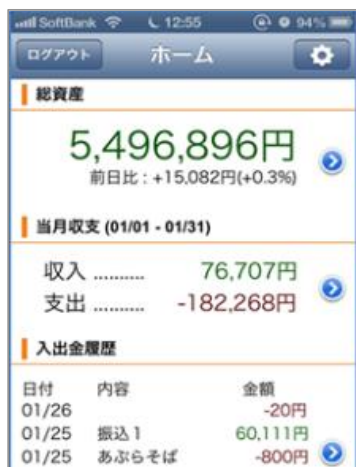 SoftBank 12:55 94%
ログアウト ホーム
総資産
5,496,896円
前日比：+15,082円(+0.3%)
当月収支 (01/01 - 01/31)
収入 .......... 76,707円
支出 .......... -182,268円
入出金履歴
日付 内容 金額
01/26 -20円
01/25 振込１ 60,111円
01/25 あぶらそば -800円